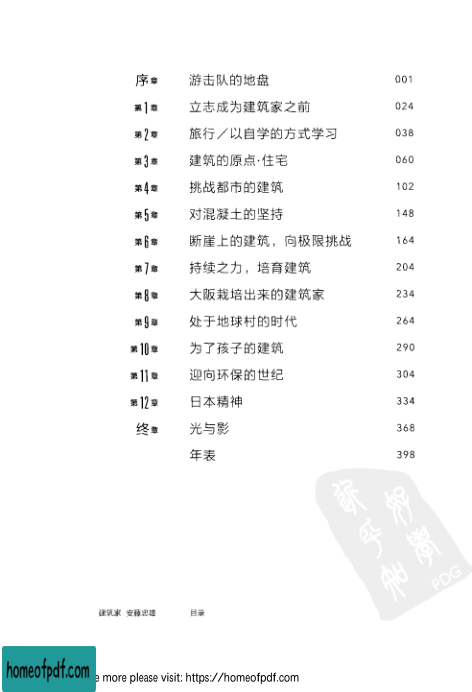 序章 游击队的地盘 001
第1章 立志成为建筑家之前 024
第2章 旅行／以自学的方式学习 038
第3章 建筑的原点·住宅 060
第4章 挑战都市的建筑 102
第5章 对混凝土的坚持 148
第6章 断崖上的建筑，向极限挑战 164
第7章 持续之力，培育建筑 204
第8章 大阪栽培出来的建筑家 234
第9章 处于地球村的时代 264
第10章 为了孩子的建筑 290
第11章 迎向环保的世纪 304
第12章 日本精神 334
终章 光与影 368
年表 398
PDG
建筑家 安藤忠雄 目录
homeofpdf.com
more please visit: https://homeofpdf.com